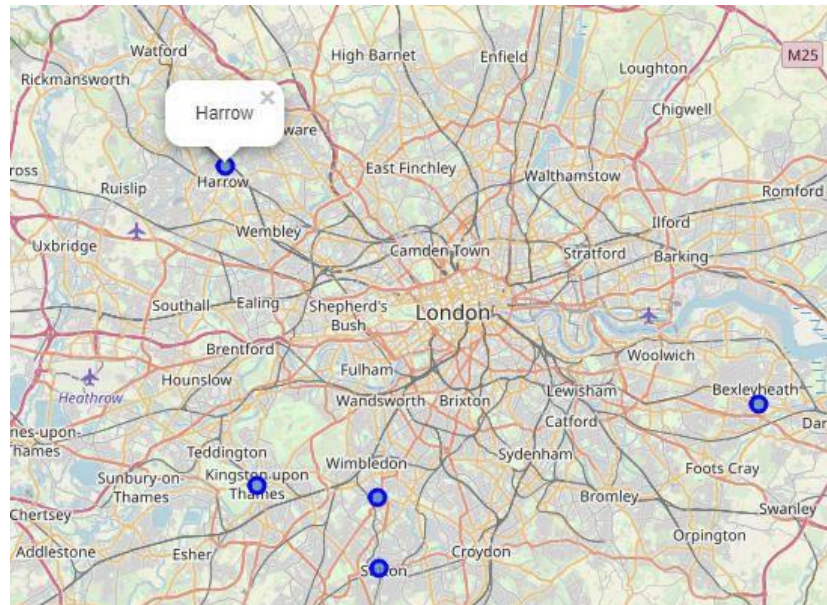 Watford
High Barnet
Enfield
Loughton
M25
Rickmansworth
Harrow
×
Chigwell
ware
East Finchley
Walthamstow
ross
Ruislip
Harrow
Romford
Ilford
Uxbridge
Wembley
Camden Town
Stratford
Barking
Southall
Ealing
Shepherd's
Bush
London
Brentford
Woolwich
Hounslow
Fulham
Heathrow
Wandsworth
Brixton
Lewisham
Bexleyheath
Catford
Dar
nes-upon-
Thames
Teddington
Wimbledon
Sydenham
Sunbury-on-
Thames
Kingston upon
Thames
Foots Cray
Bromley
Swanley
Chertsey
Orpington
Addlestone
Esher
Croydon
Sutton